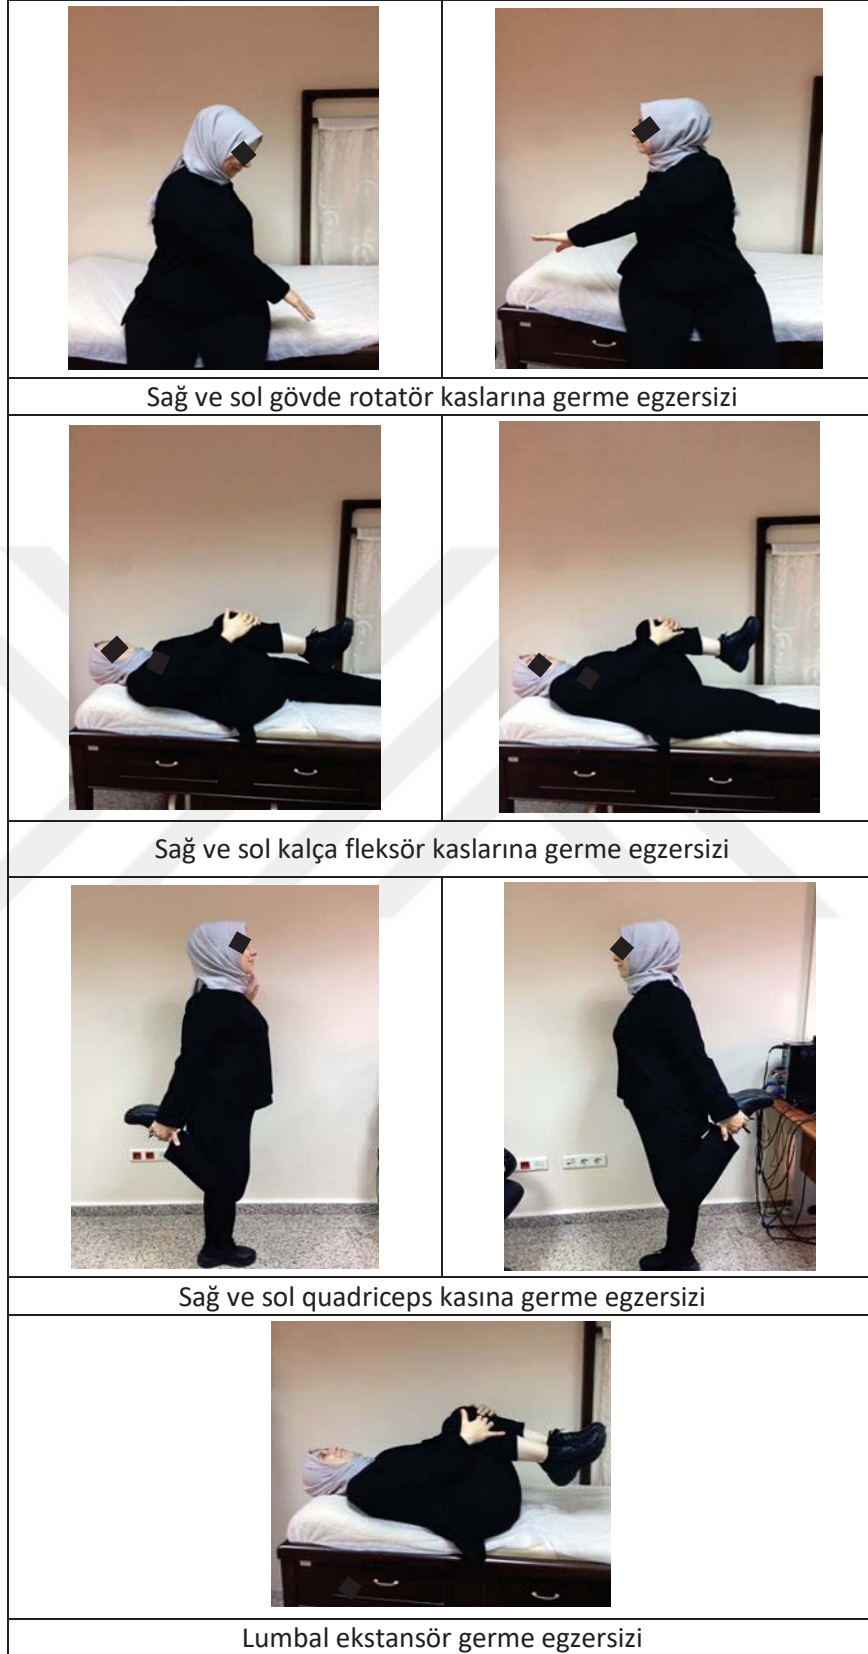 Sağ ve sol gövde rotatör kaslarına germe egzersizi
Sağ ve sol kalça fleksör kaslarına germe egzersizi
Sağ ve sol quadriceps kasına germe egzersizi
Lumbal ekstansör germe egzersizi